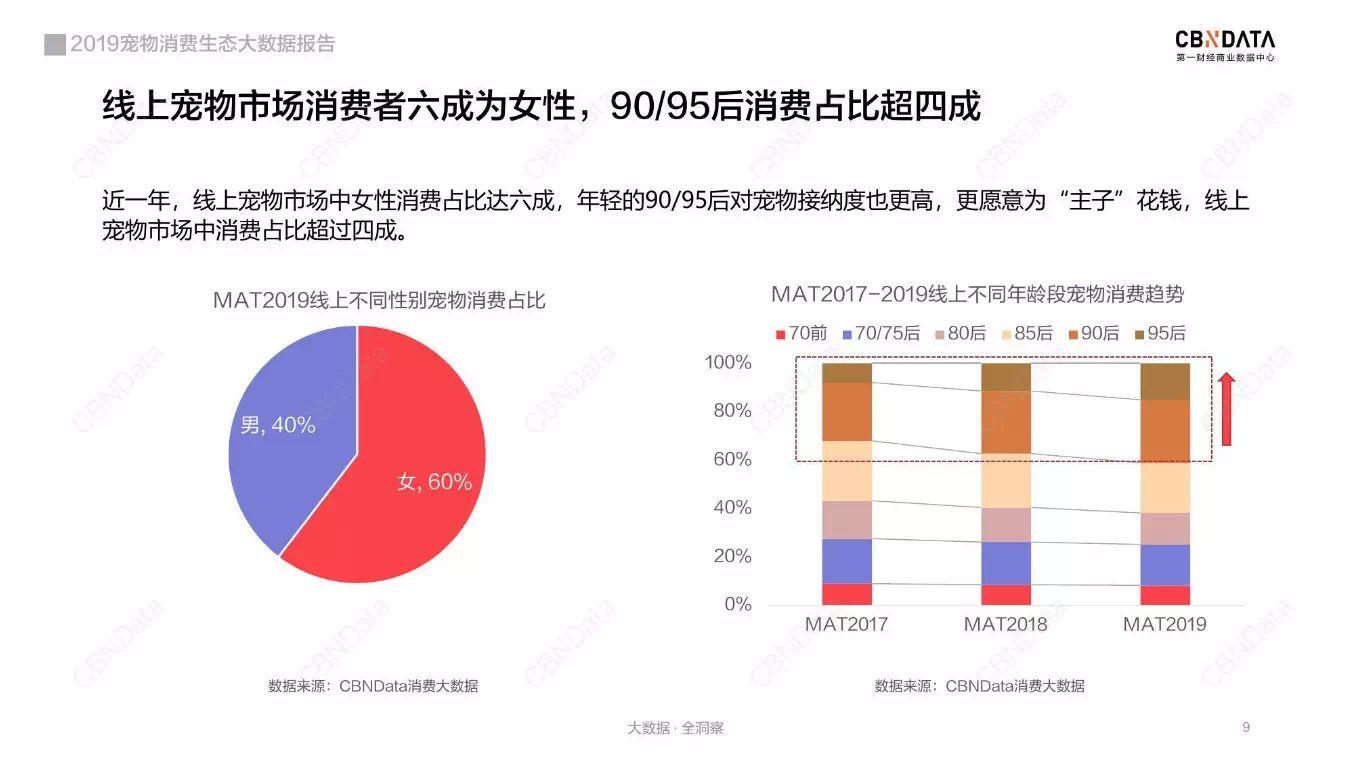 2019宠物消费生态大数据报告
CBNDATA
第一财经商业数据中心
线上宠物市场消费者六成为女性，90/95后消费占比超四成
近一年，线上宠物市场中女性消费占比达六成，年轻的90/95后对宠物接纳度也更高，更愿意为“主子”花钱，线上
宠物市场中消费占比超过四成。
MAT2019线上不同性别宠物消费占比
男, 40%
女, 60%
数据来源：CBNData消费大数据
MAT2017-2019线上不同年龄段宠物消费趋势
70前 70/75后 80后 85后 90后 95后
100%
80%
60%
40%
20%
0%
MAT2017 MAT2018 MAT2019
数据来源：CBNData消费大数据
大数据·全洞察
9
CBNData